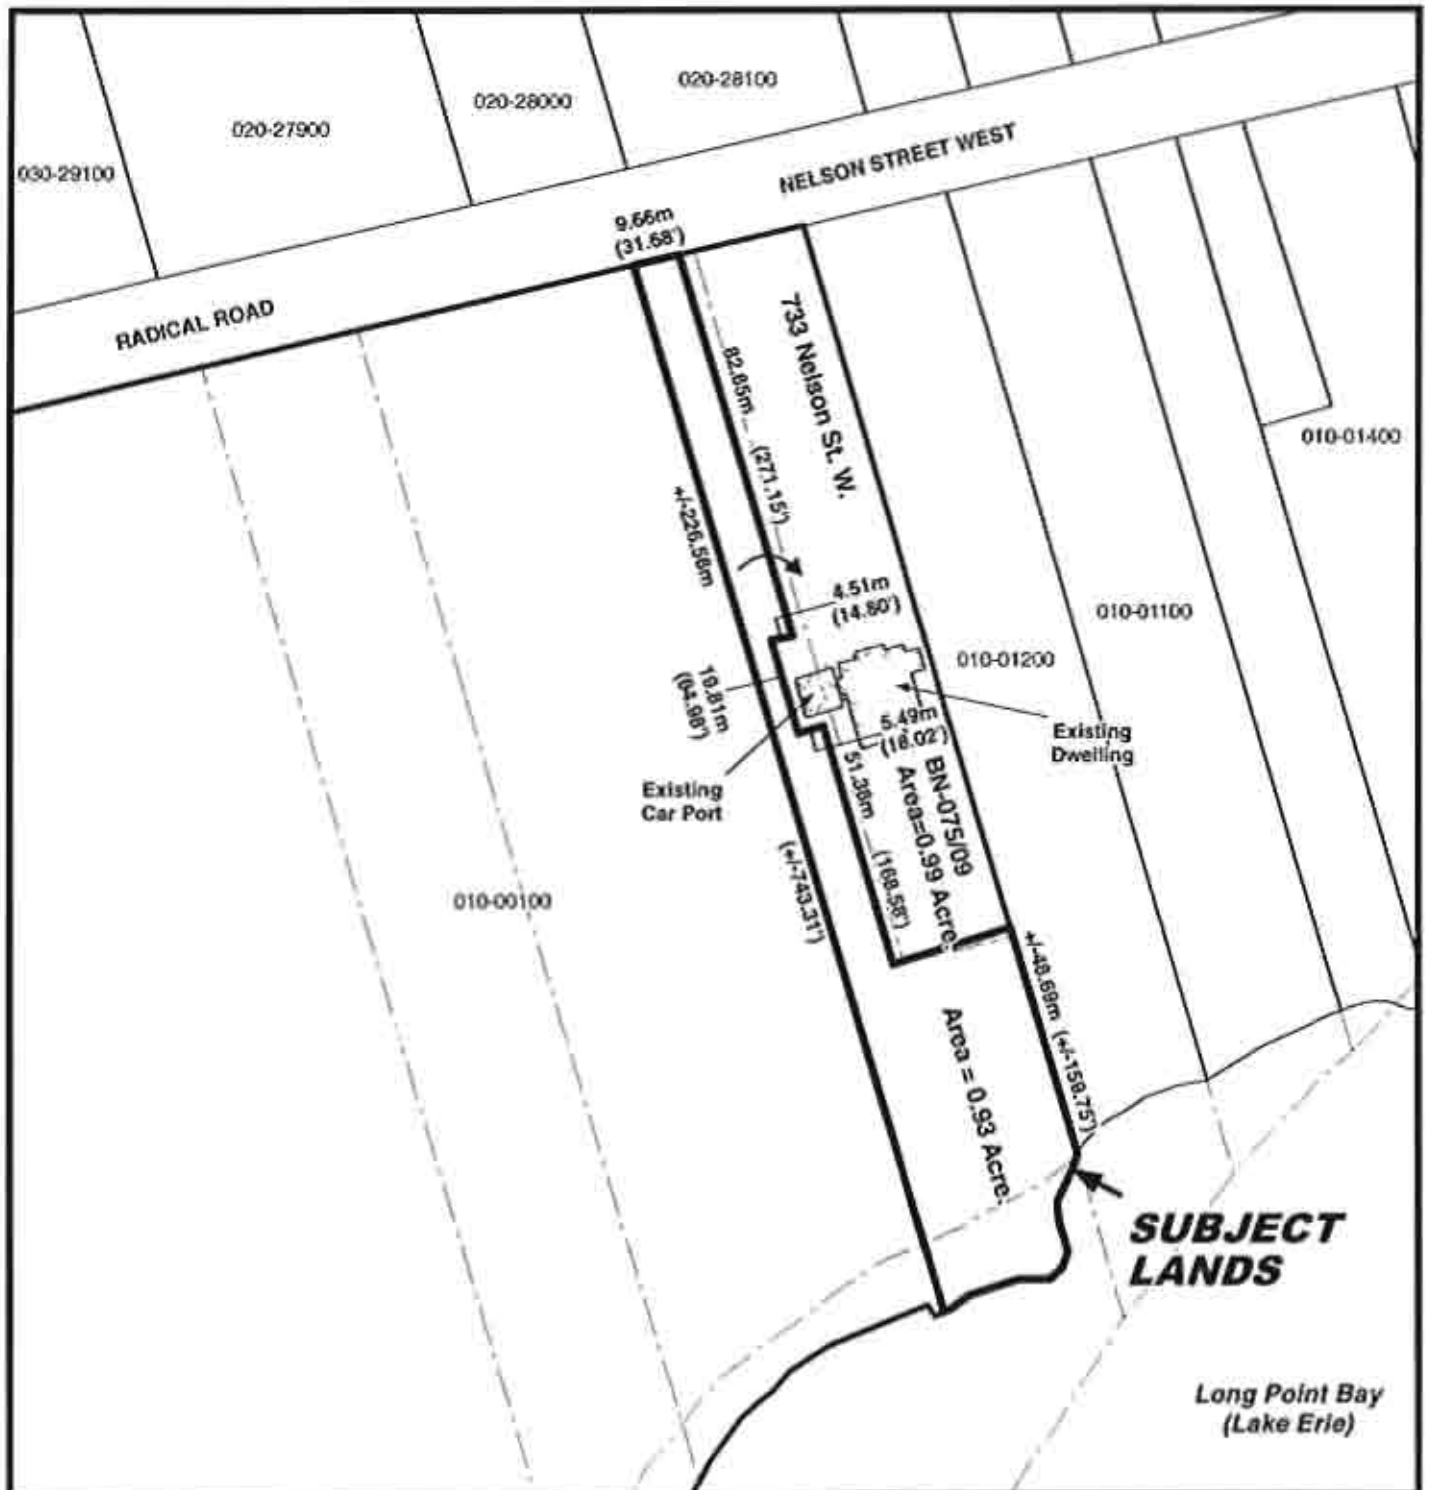 020-28100
020-28000
020-27900
030-29100
NELSON STREET WEST
9.66m
(31.68')
RADICAL ROAD
733 Nelson St. W.
82.65m (271.15')
010-01400
+/-226.56m
4.51m
(14.80')
010-01100
010-01200
19.81m
(64.98')
5.49m
(18.02')
Existing
Dwelling
Existing
Car Port
51.38m (168.58')
BN-075/09
Area=0.99 Acre.
(+/-743.31')
010-00100
+/-48.69m (+/-159.75')
Area = 0.93 Acre.
SUBJECT
LANDS
Long Point Bay
(Lake Erie)